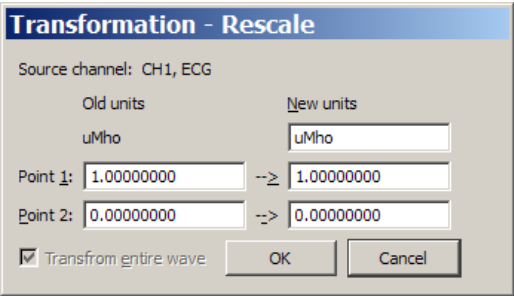 Transformation - Rescale
Source channel: CH1, ECG
Old units New units
uMho uMho
Point 1: 1.00000000 --> 1.00000000
Point 2: 0.00000000 --> 0.00000000
Transfrom entire wave OK Cancel